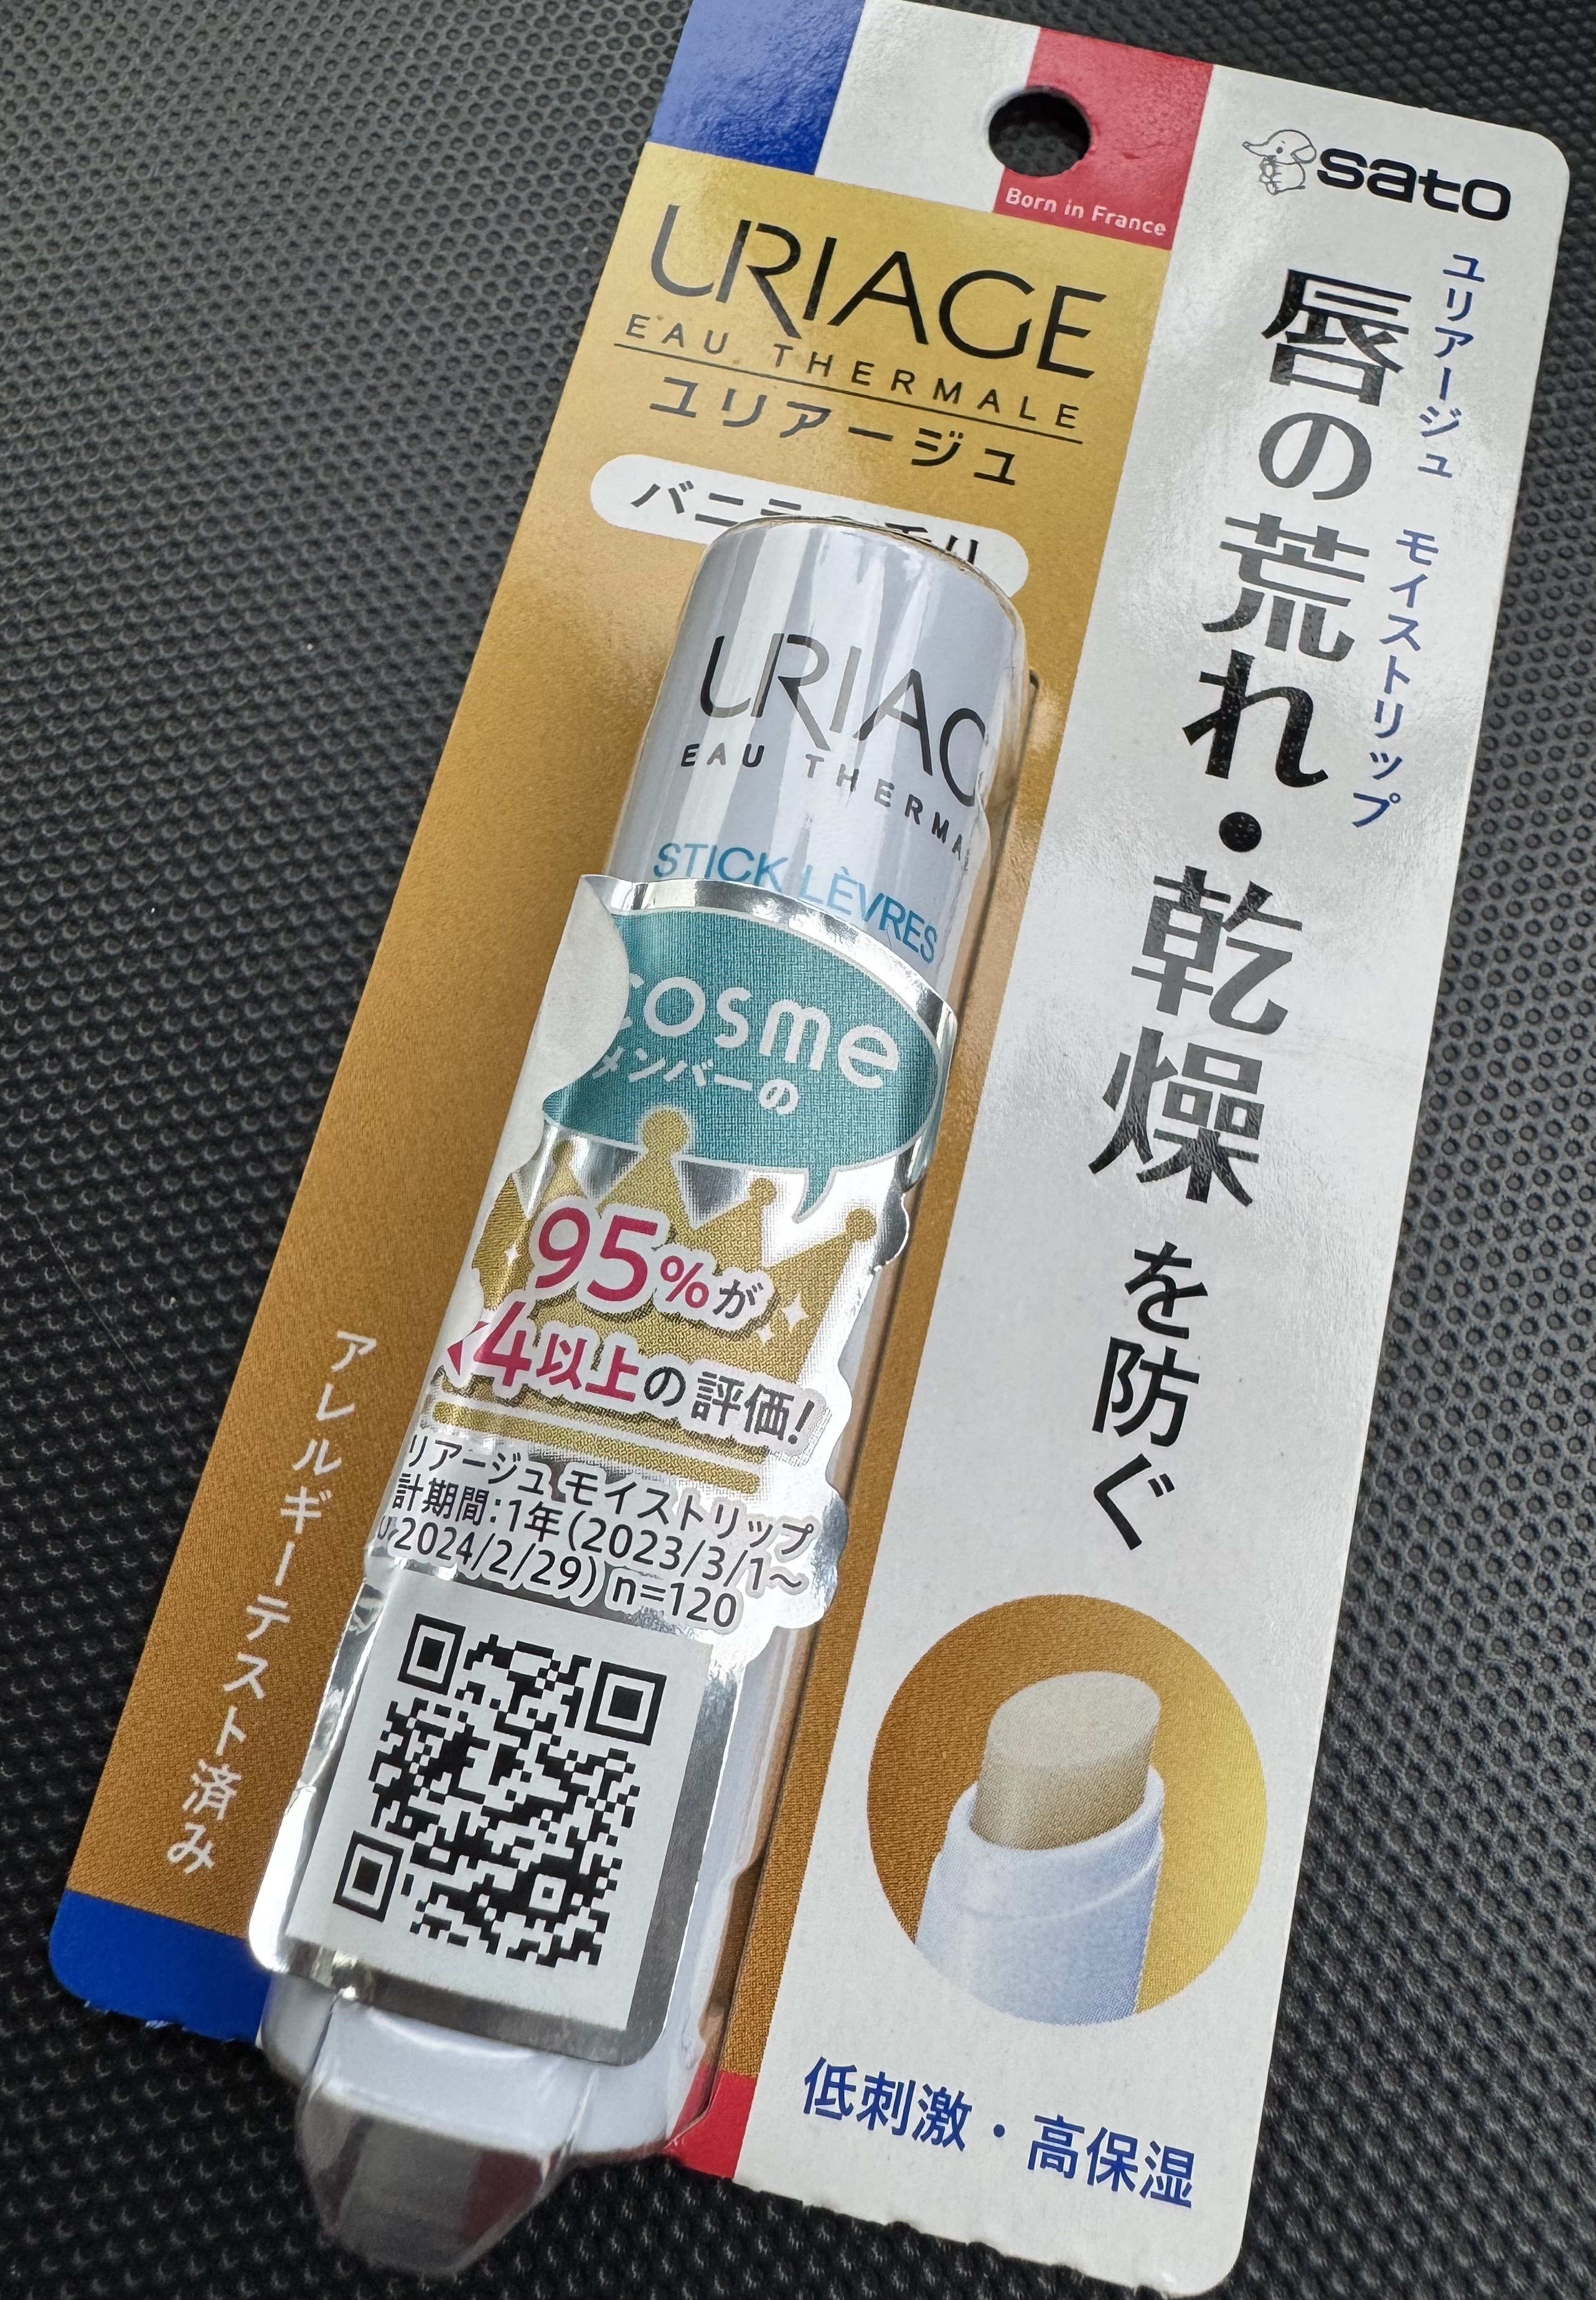 Born in France
sato
URIAGE
EAU THERMALE
ユリアージュ
バニ
ユリアージュ モイストリップ
唇の荒れ・乾燥を防ぐ
URIAG
EAU THERMAL
STICK LÈVRES
cosme
メンバーの
95%が
4以上の評価!
リアージュ モイストリップ
計期間:1年(2023/3/1~
2024/2/29) n=120
アレルギーテスト済み
低刺激・高保湿